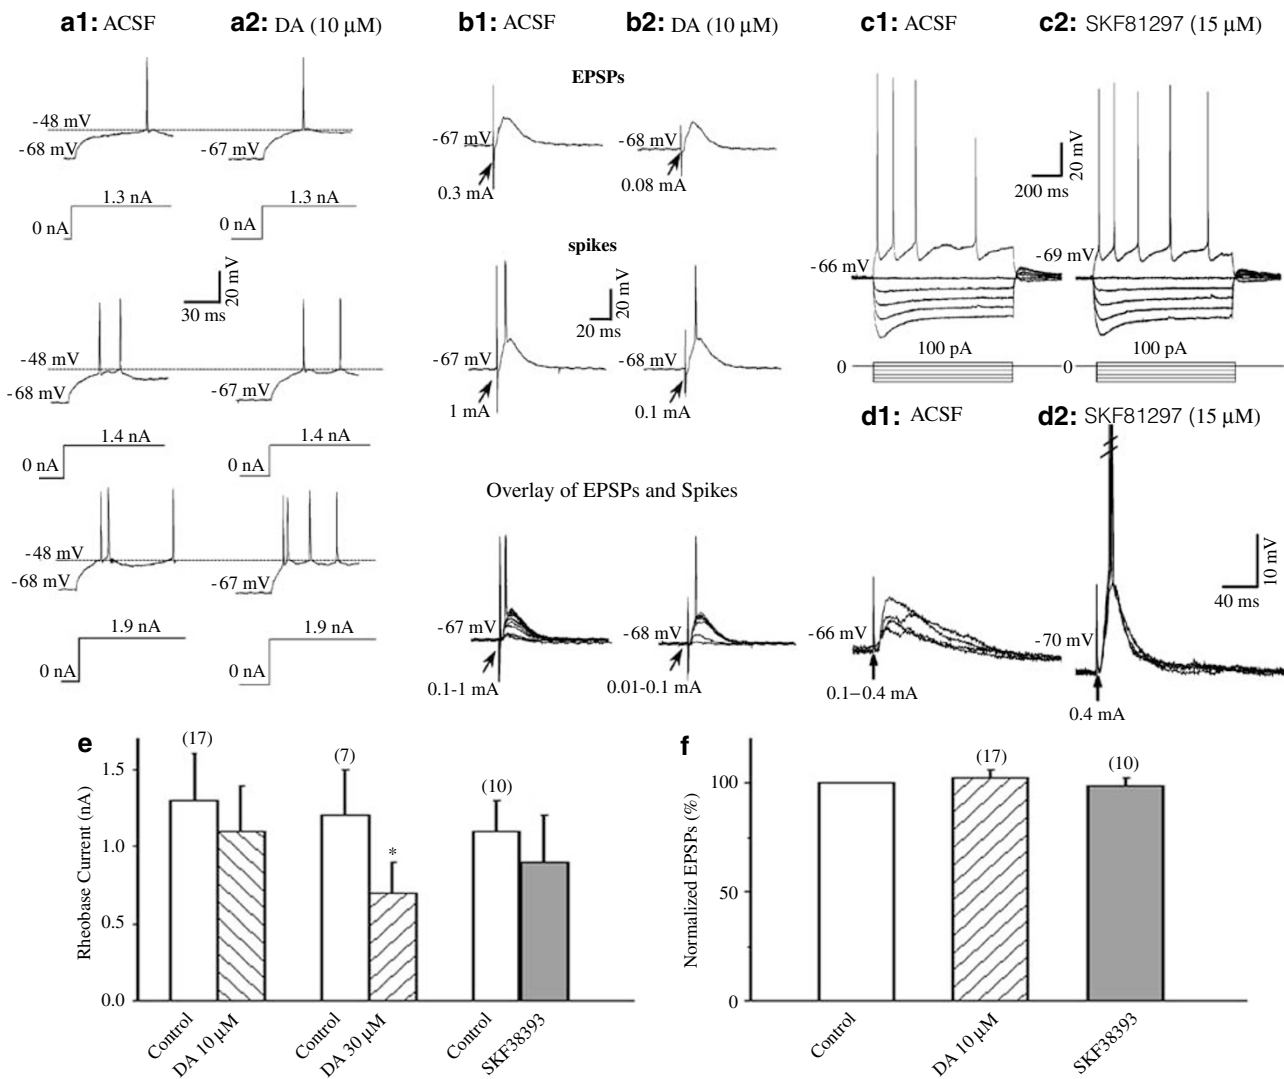 a1: ACSF
a2: DA (10 µM)
b1: ACSF
b2: DA (10 µM)
c1: ACSF
c2: SKF81297 (15 µM)
EPSPs
-48 mV
-68 mV
-67 mV
1.3 nA
1.3 nA
0 nA
0 nA
-67 mV
-68 mV
0.3 mA
0.08 mA
20 mV
200 ms
-66 mV
-69 mV
100 pA
100 pA
0
0
20 mV
30 ms
-48 mV
-68 mV
-67 mV
1.4 nA
1.4 nA
0 nA
0 nA
spikes
20 mV
20 ms
-67 mV
-68 mV
1 mA
0.1 mA
d1: ACSF
d2: SKF81297 (15 µM)
-48 mV
-68 mV
-67 mV
1.9 nA
1.9 nA
0 nA
0 nA
Overlay of EPSPs and Spikes
-67 mV
-68 mV
0.1-1 mA
0.01-0.1 mA
-66 mV
-70 mV
0.1–0.4 mA
0.4 mA
10 mV
40 ms
e
Rheobase Current (nA)
1.5
1.0
0.5
0.0
(17)
(7)
(10)
*
Control
DA 10 µM
Control
DA 30 µM
Control
SKF38393
f
Normalized EPSPs (%)
100
50
0
(17)
(10)
Control
DA 10 µM
SKF38393